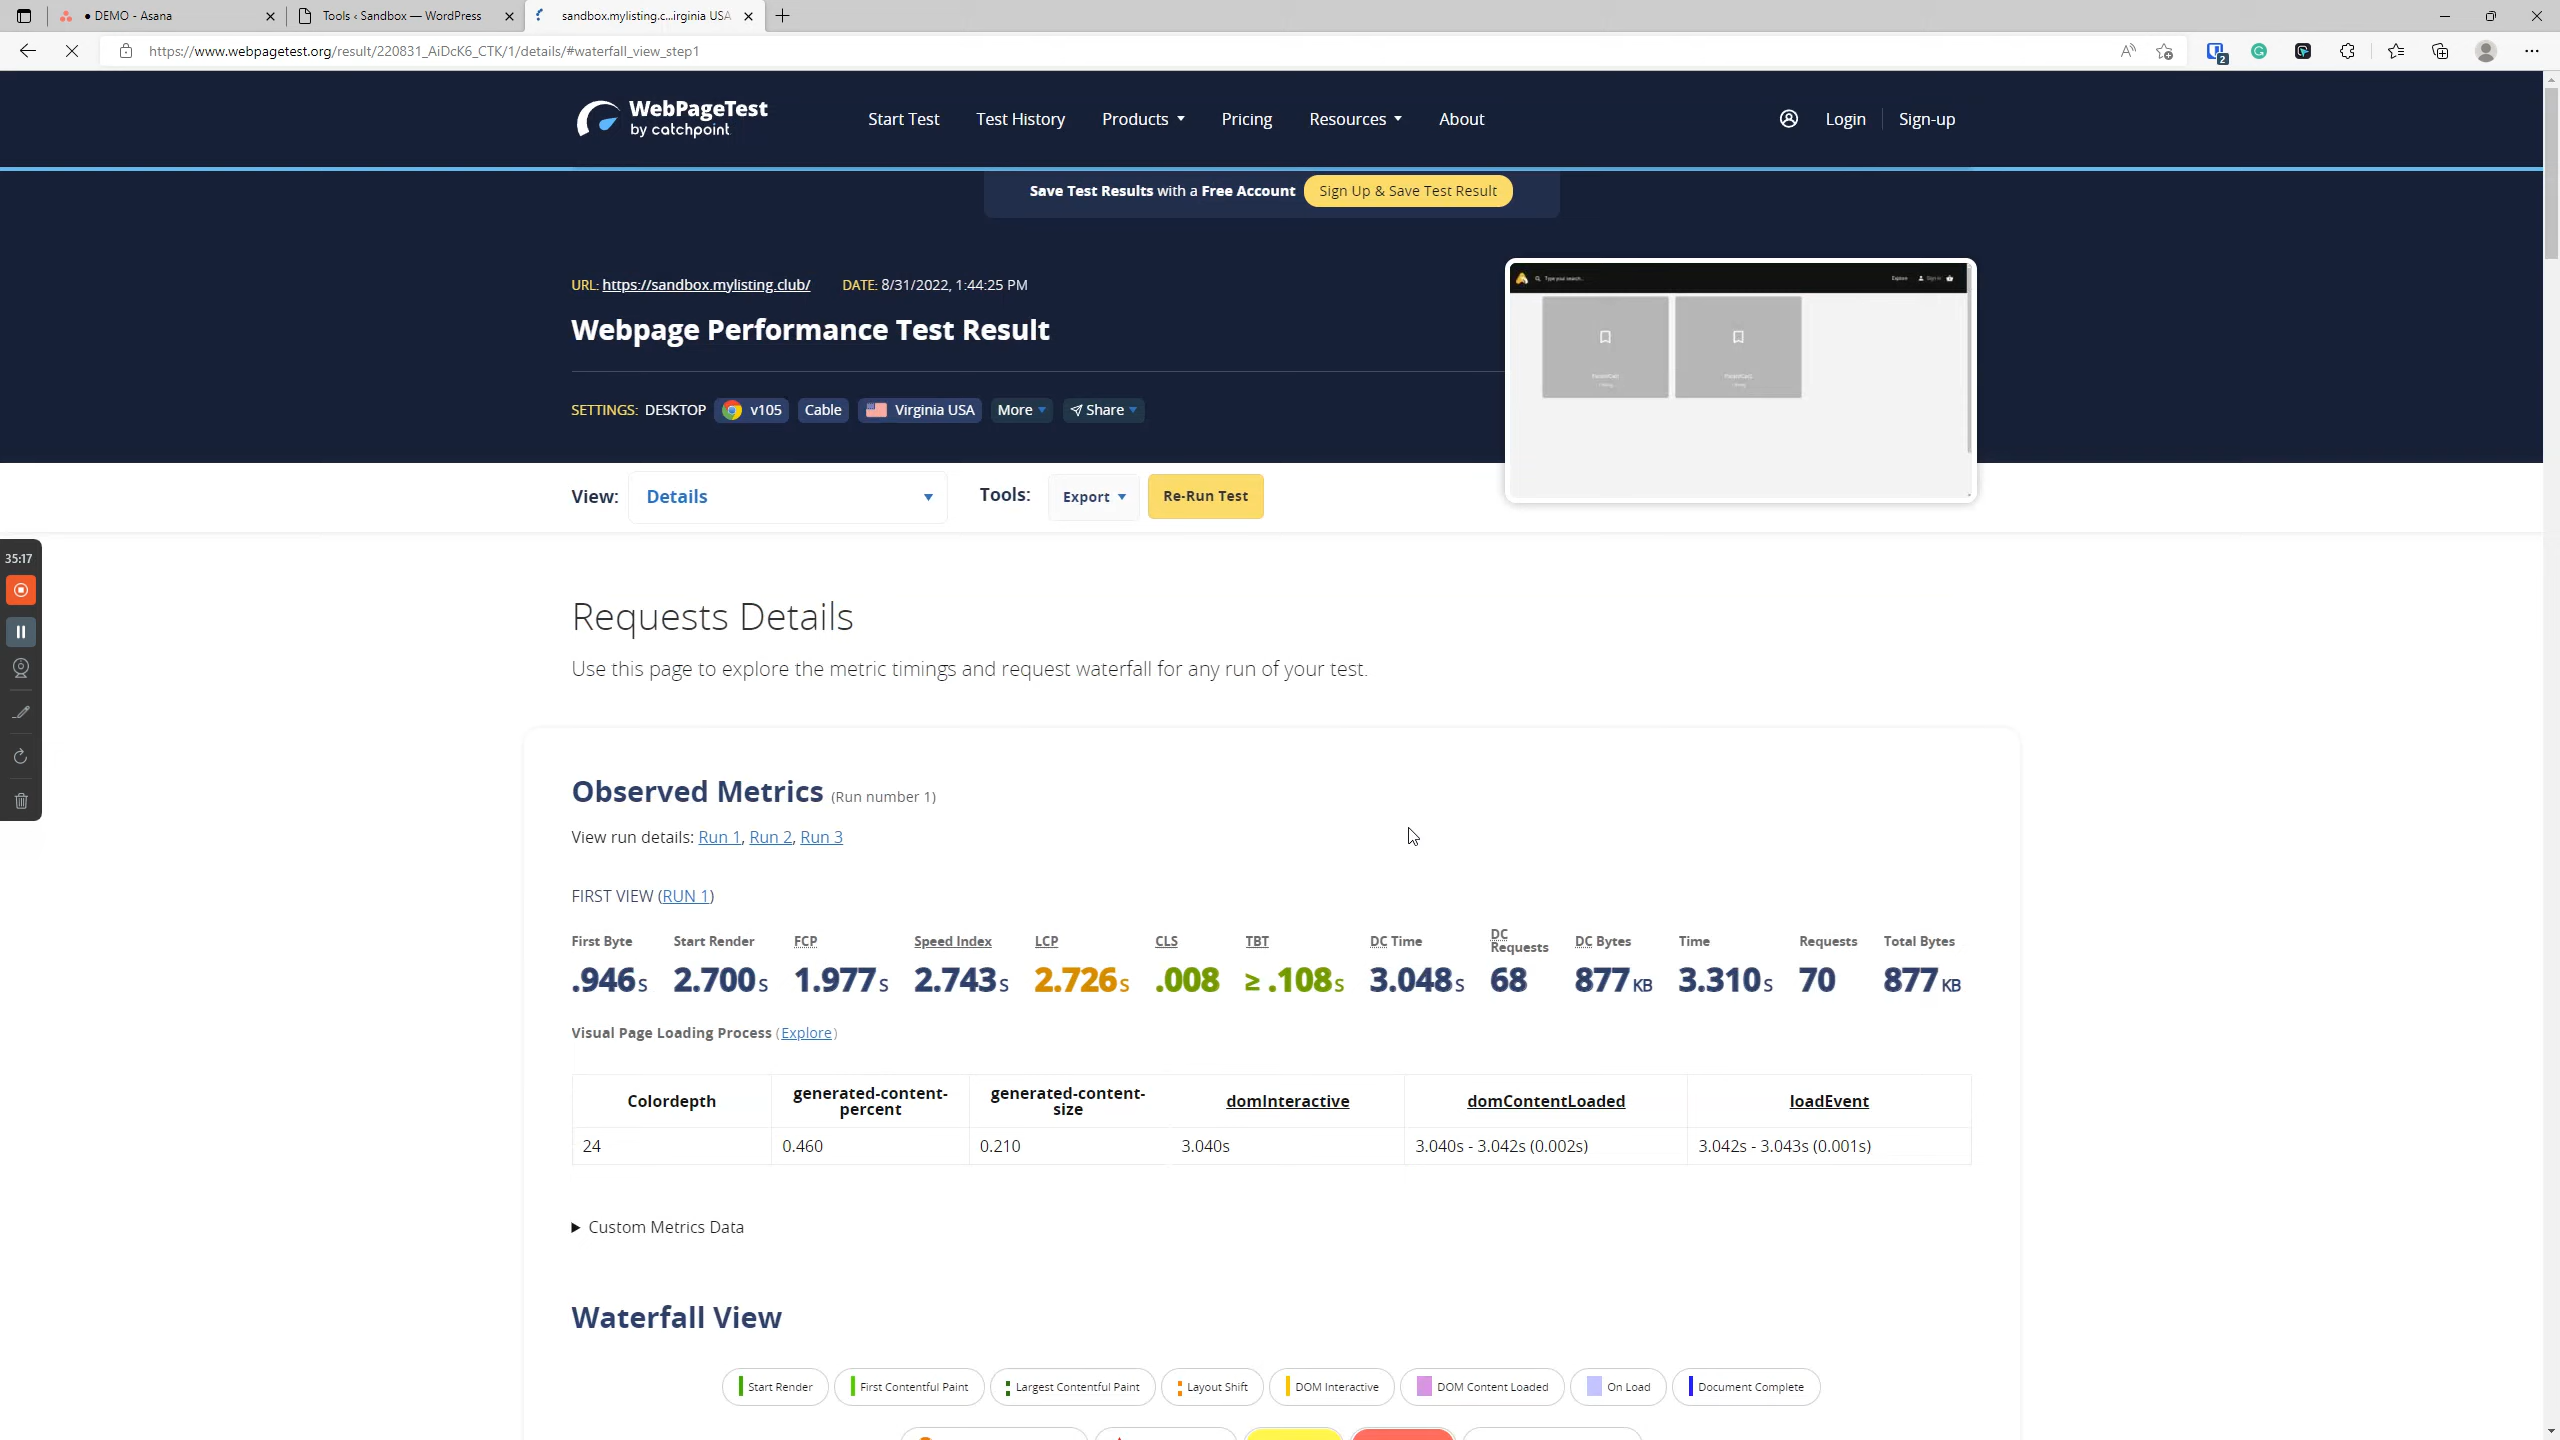 DEMO - Asana
Tools ‹ Sandbox — WordPress
sandbox.mylisting.c...irginia USA
https://www.webpagetest.org/result/220831_AiDcK6_CTK/1/details/#waterfall_view_step1
2
WebPageTest
by catchpoint
Start Test
Test History
Products
Pricing
Resources
About
Login
Sign-up
Save Test Results with a Free Account
Sign Up & Save Test Result
URL: https://sandbox.mylisting.club/
DATE: 8/31/2022, 1:44:25 PM
Webpage Performance Test Result
SETTINGS: DESKTOP
v105
Cable
Virginia USA
More
Share
Type your search...
Explore
Sign in
View:
Details
Tools:
Export
Re-Run Test
35:17
Requests Details
Use this page to explore the metric timings and request waterfall for any run of your test.
Observed Metrics (Run number 1)
View run details: Run 1, Run 2, Run 3
FIRST VIEW (RUN 1)
First Byte Start Render FCP Speed Index LCP CLS TBT DC Time DC Requests DC Bytes Time Requests Total Bytes
.946s 2.700s 1.977s 2.743s 2.726s .008 ≥ .108s 3.048s 68 877 KB 3.310s 70 877 KB
Visual Page Loading Process (Explore)
Colordepth generated-content-percent generated-content-size domInteractive domContentLoaded loadEvent
24 0.460 0.210 3.040s 3.040s - 3.042s (0.002s) 3.042s - 3.043s (0.001s)
Custom Metrics Data
Waterfall View
Start Render
First Contentful Paint
Largest Contentful Paint
Layout Shift
DOM Interactive
DOM Content Loaded
On Load
Document Complete